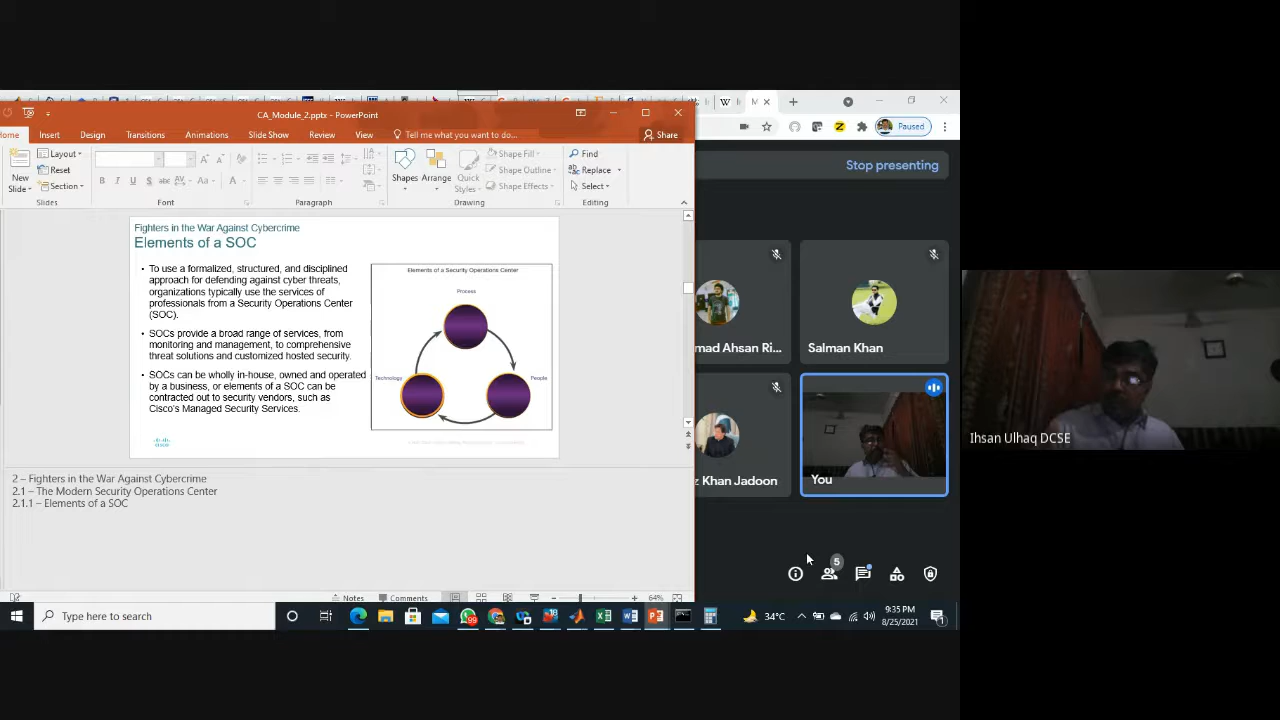 CA_Module_2.pptx - PowerPoint
Paused
Home Insert Design Transitions Animations Slide Show Review View Tell me what you want to do... Share
Stop presenting
New Slide
Layout
Reset
Section
Shapes
Arrange
Quick Styles
Shape Fill
Shape Outline
Shape Effects
Find
Replace
Select
Slides Font Paragraph Drawing Editing
Fighters in the War Against Cybercrime
Elements of a SOC
• To use a formalized, structured, and disciplined
approach for defending against cyber threats,
organizations typically use the services of
professionals from a Security Operations Center
(SOC).
• SOCs provide a broad range of services, from
monitoring and management, to comprehensive
threat solutions and customized hosted security.
• SOCs can be wholly in-house, owned and operated
by a business, or elements of a SOC can be
contracted out to security vendors, such as
Cisco's Managed Security Services.
Elements of a Security Operations Center
Process
Technology
People
mad Ahsan Ri...
Salman Khan
Khan Jadoon
You
Ihsan Ulhaq DCSE
2 – Fighters in the War Against Cybercrime
2.1 – The Modern Security Operations Center
2.1.1 – Elements of a SOC
5
Notes Comments 64%
Type here to search
99
34°C
9:35 PM
8/25/2021
1